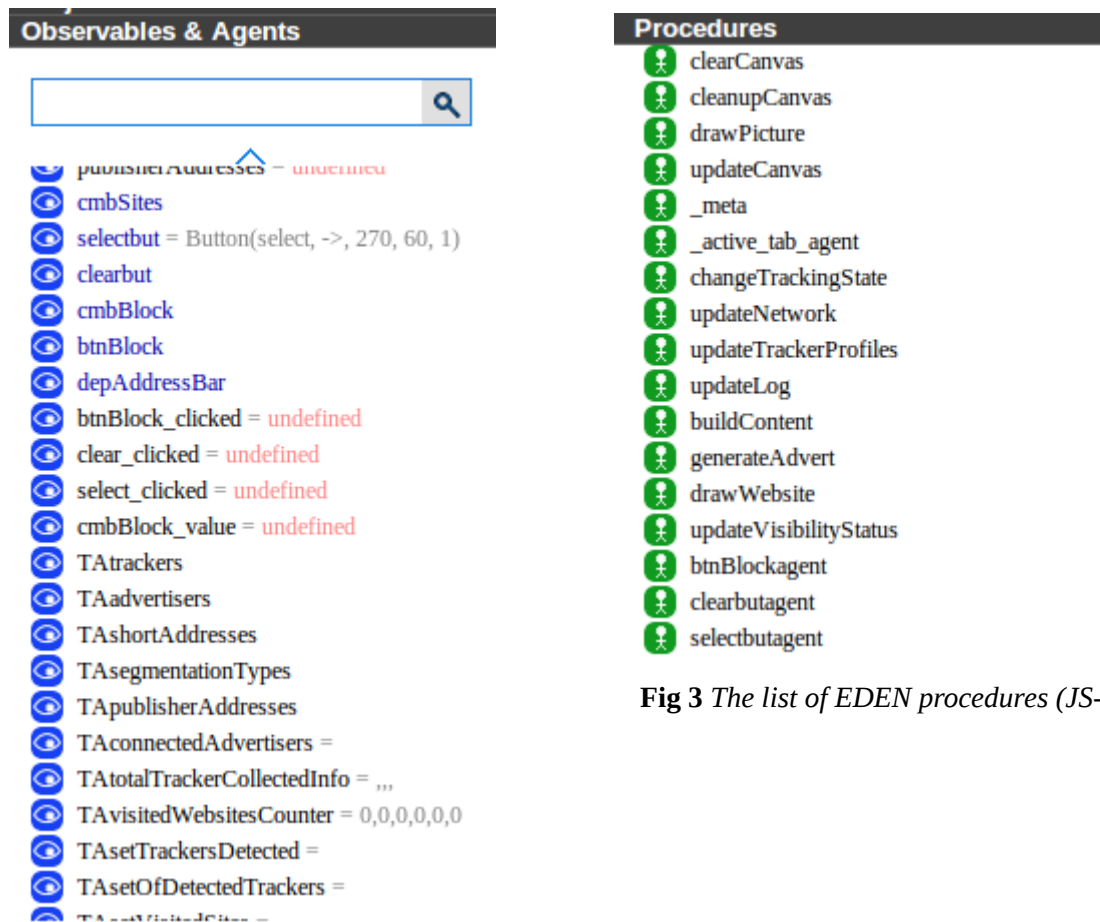 Observables & Agents
publisherAddresses = undefined
cmbSites
selectbut = Button(select, ->, 270, 60, 1)
clearbut
cmbBlock
btnBlock
depAddressBar
btnBlock_clicked = undefined
clear_clicked = undefined
select_clicked = undefined
cmbBlock_value = undefined
TAtrackers
TAadvertisers
TAshortAddresses
TAsegmentationTypes
TApublisherAddresses
TAconnectedAdvertisers =
TAtotalTrackerCollectedInfo = ,,,
TAvisitedWebsitesCounter = 0,0,0,0,0,0
TAsetTrackersDetected =
TAsetOfDetectedTrackers =
Procedures
clearCanvas
cleanupCanvas
drawPicture
updateCanvas
_meta
_active_tab_agent
changeTrackingState
updateNetwork
updateTrackerProfiles
updateLog
buildContent
generateAdvert
drawWebsite
updateVisibilityStatus
btnBlockagent
clearbutagent
selectbutagent
Fig 3 The list of EDEN procedures (JS-